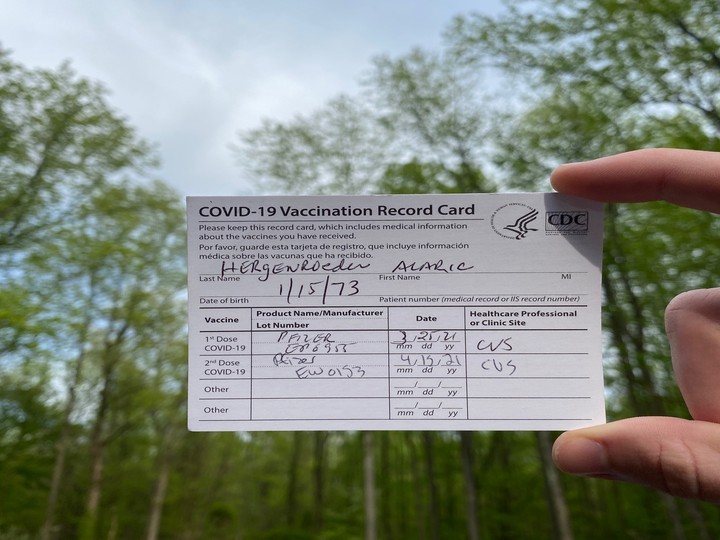 COVID-19 Vaccination Record Card
CDC
Please keep this record card, which includes medical information
about the vaccines you have received.
Por favor, guarde esta tarjeta de registro, que incluye información
médica sobre las vacunas que ha recibido.
HERgENROeder ALARIC
Last Name First Name MI
1/15/73
Date of birth Patient number (medical record or IIS record number)
Vaccine Product Name/Manufacturer Date Healthcare Professional
Lot Number or Clinic Site
1st Dose PFIZER 3/25/21 CVS
COVID-19 mm dd yy
2nd Dose Pfizer 4/15/21 CVS
COVID-19 EW0153 mm dd yy
Other / /
mm dd yy
Other / /
mm dd yy